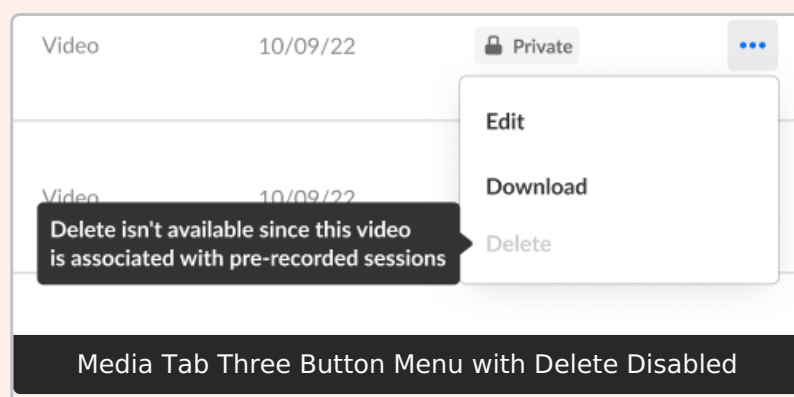 Video 10/09/22 Private
Edit
Download
Video 10/09/22
Delete isn't available since this video
is associated with pre-recorded sessions
Delete
Media Tab Three Button Menu with Delete Disabled